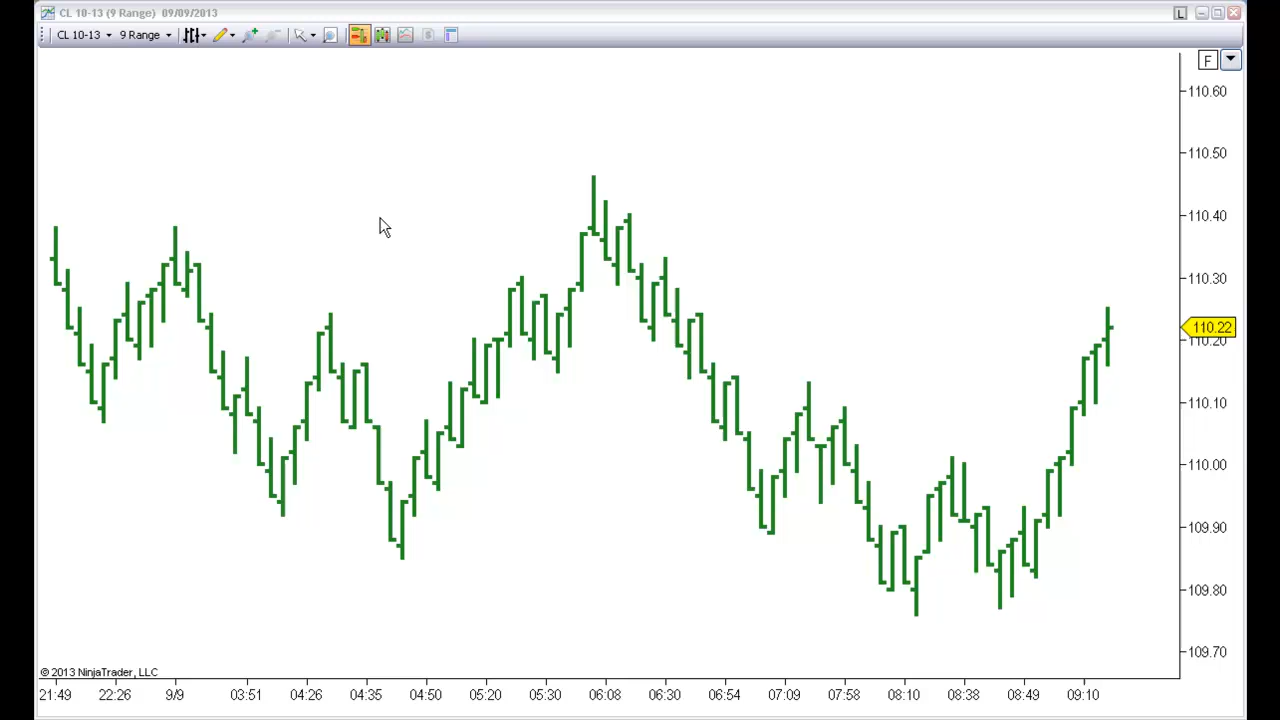 CL 10-13 (9 Range) 09/09/2013
L
CL 10-13 9 Range
F
110.60
110.50
110.40
110.30
110.22
110.20
110.10
110.00
109.90
109.80
109.70
© 2013 NinjaTrader, LLC
21:49 22:26 9/9 03:51 04:26 04:35 04:50 05:20 05:30 06:08 06:30 06:54 07:09 07:58 08:10 08:38 08:49 09:10